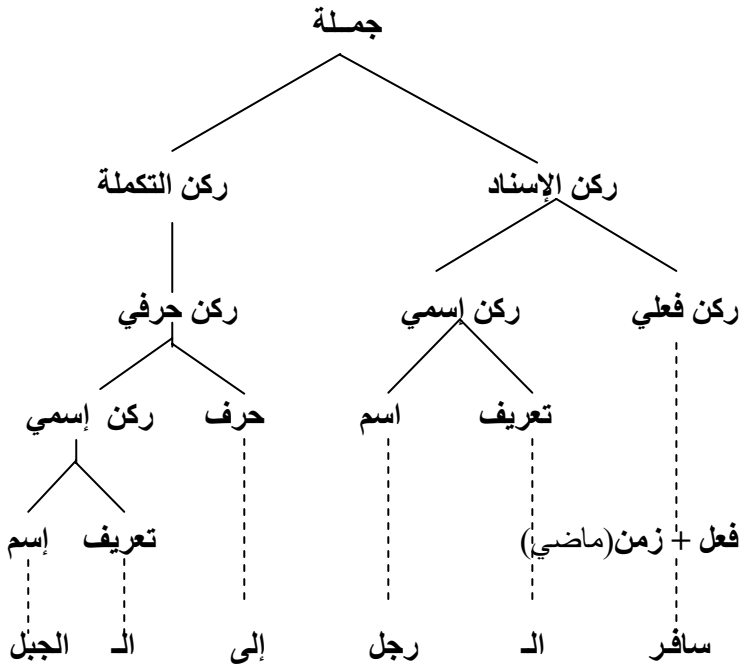 جمــلة
ركن الإسناد ركن التكملة
ركن فعلي ركن إسمي ركن حرفي
تعريف اسم حرف ركن إسمي
فعل + زمن(ماضي) تعريف إسم
سافر الـ رجل إلى الـ الجبل